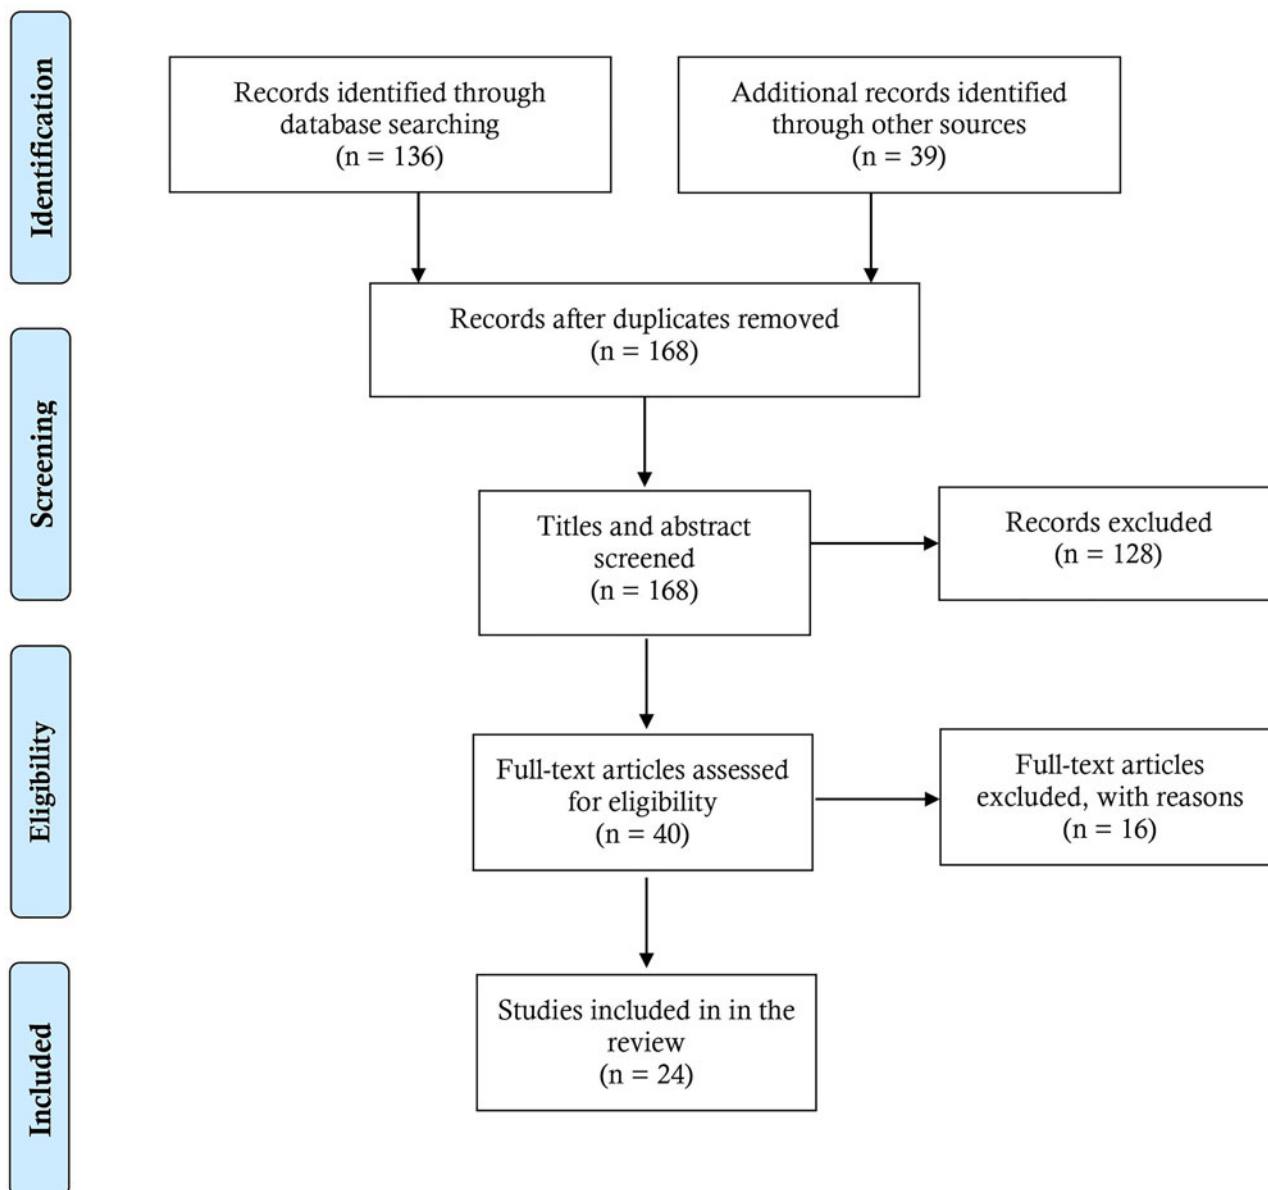 Identification
Records identified through
database searching
(n = 136)
Additional records identified
through other sources
(n = 39)
Records after duplicates removed
(n = 168)
Screening
Titles and abstract
screened
(n = 168)
Records excluded
(n = 128)
Eligibility
Full-text articles assessed
for eligibility
(n = 40)
Full-text articles
excluded, with reasons
(n = 16)
Included
Studies included in in the
review
(n = 24)